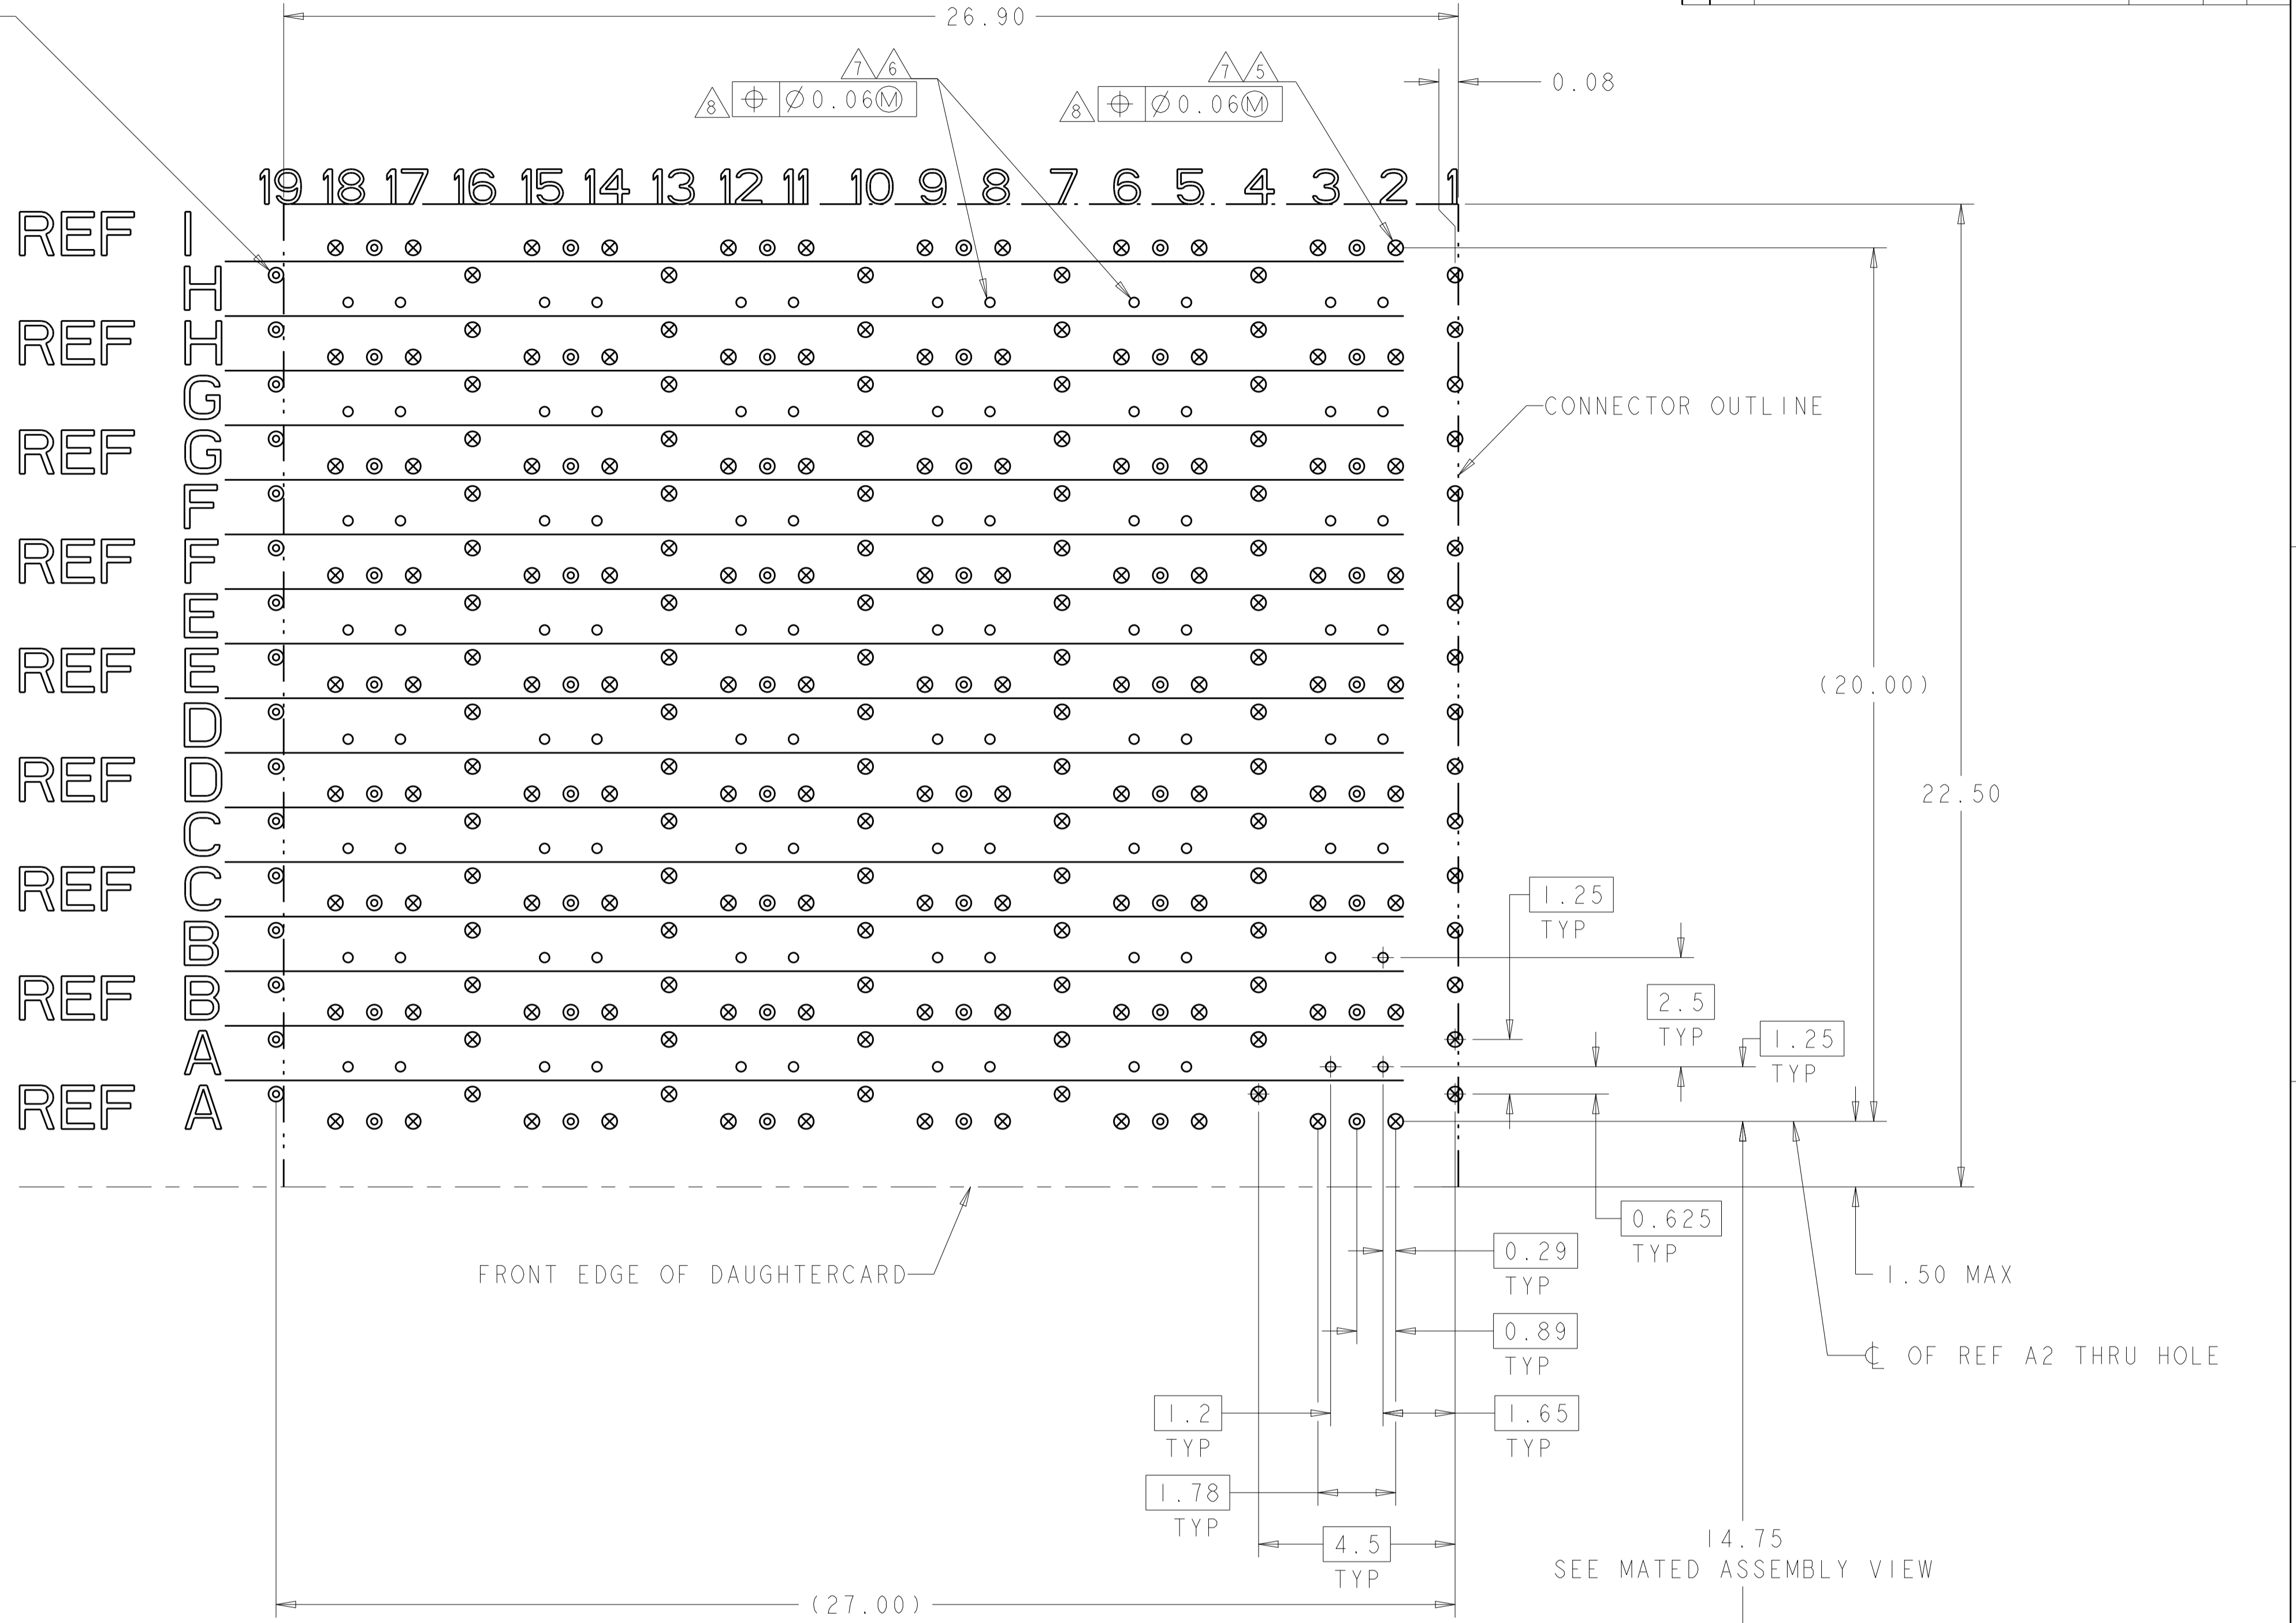 26.90
7 6
7 5
0.08
8 ⌖ ⌀0.06Ⓜ
8 ⌖ ⌀0.06Ⓜ
19 18 17 16 15 14 13 12 11 10 9 8 7 6 5 4 3 2 1
REF I
H
REF H
G
CONNECTOR OUTLINE
REF G
F
REF F
E
REF E
(20.00)
D
REF D
22.50
C
REF C
1.25
TYP
B
REF B
2.5
TYP
1.25
TYP
A
REF A
0.625
TYP
0.29
TYP
FRONT EDGE OF DAUGHTERCARD
1.50 MAX
0.89
TYP
℄ OF REF A2 THRU HOLE
1.2
TYP
1.65
TYP
1.78
TYP
4.5
TYP
14.75
SEE MATED ASSEMBLY VIEW
(27.00)